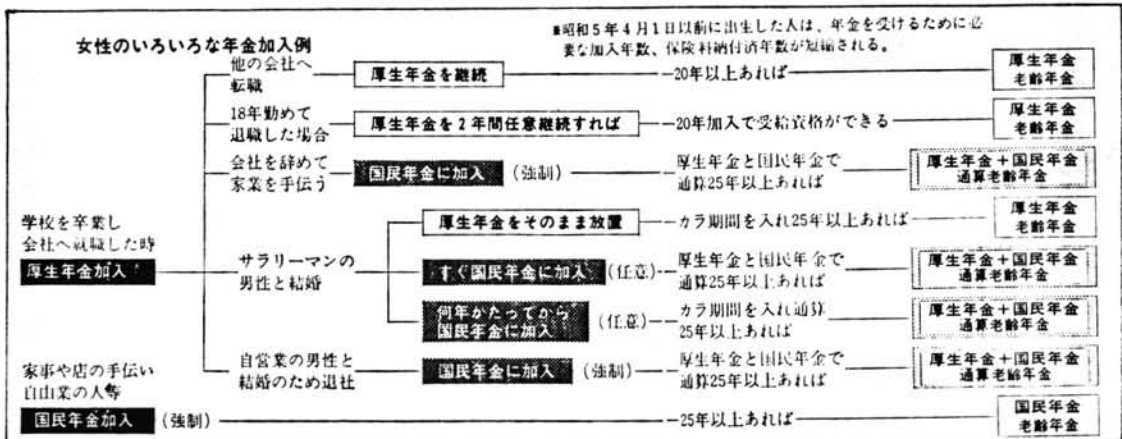 女性のいろいろな年金加入例
※昭和5年4月1日以前に出生した人は、年金を受けるために必
要な加入年数、保険料納付済年数が短縮される。
他の会社へ
転職
厚生年金を継続
20年以上あれば
厚生年金
老齢年金
18年勤めて
退職した場合
厚生年金を2年間任意継続すれば
20年加入で受給資格ができる
厚生年金
老齢年金
会社を辞めて
家業を手伝う
国民年金に加入
(強制)
厚生年金と国民年金で
通算25年以上あれば
厚生年金+国民年金
通算老齢年金
学校を卒業し
会社へ就職した時
厚生年金加入
サラリーマンの
男性と結婚
厚生年金をそのまま放置
カラ期間を入れ25年以上あれば
厚生年金
老齢年金
すぐ国民年金に加入
(任意)
厚生年金と国民年金で
通算25年以上あれば
厚生年金+国民年金
通算老齢年金
何年かたってから
国民年金に加入
(任意)
カラ期間を入れ通算
25年以上あれば
厚生年金+国民年金
通算老齢年金
自営業の男性と
結婚のため退社
国民年金に加入
(強制)
厚生年金と国民年金で
通算25年以上あれば
厚生年金+国民年金
通算老齢年金
家事や店の手伝い
自由業の人等
国民年金加入
(強制)
25年以上あれば
国民年金
老齢年金